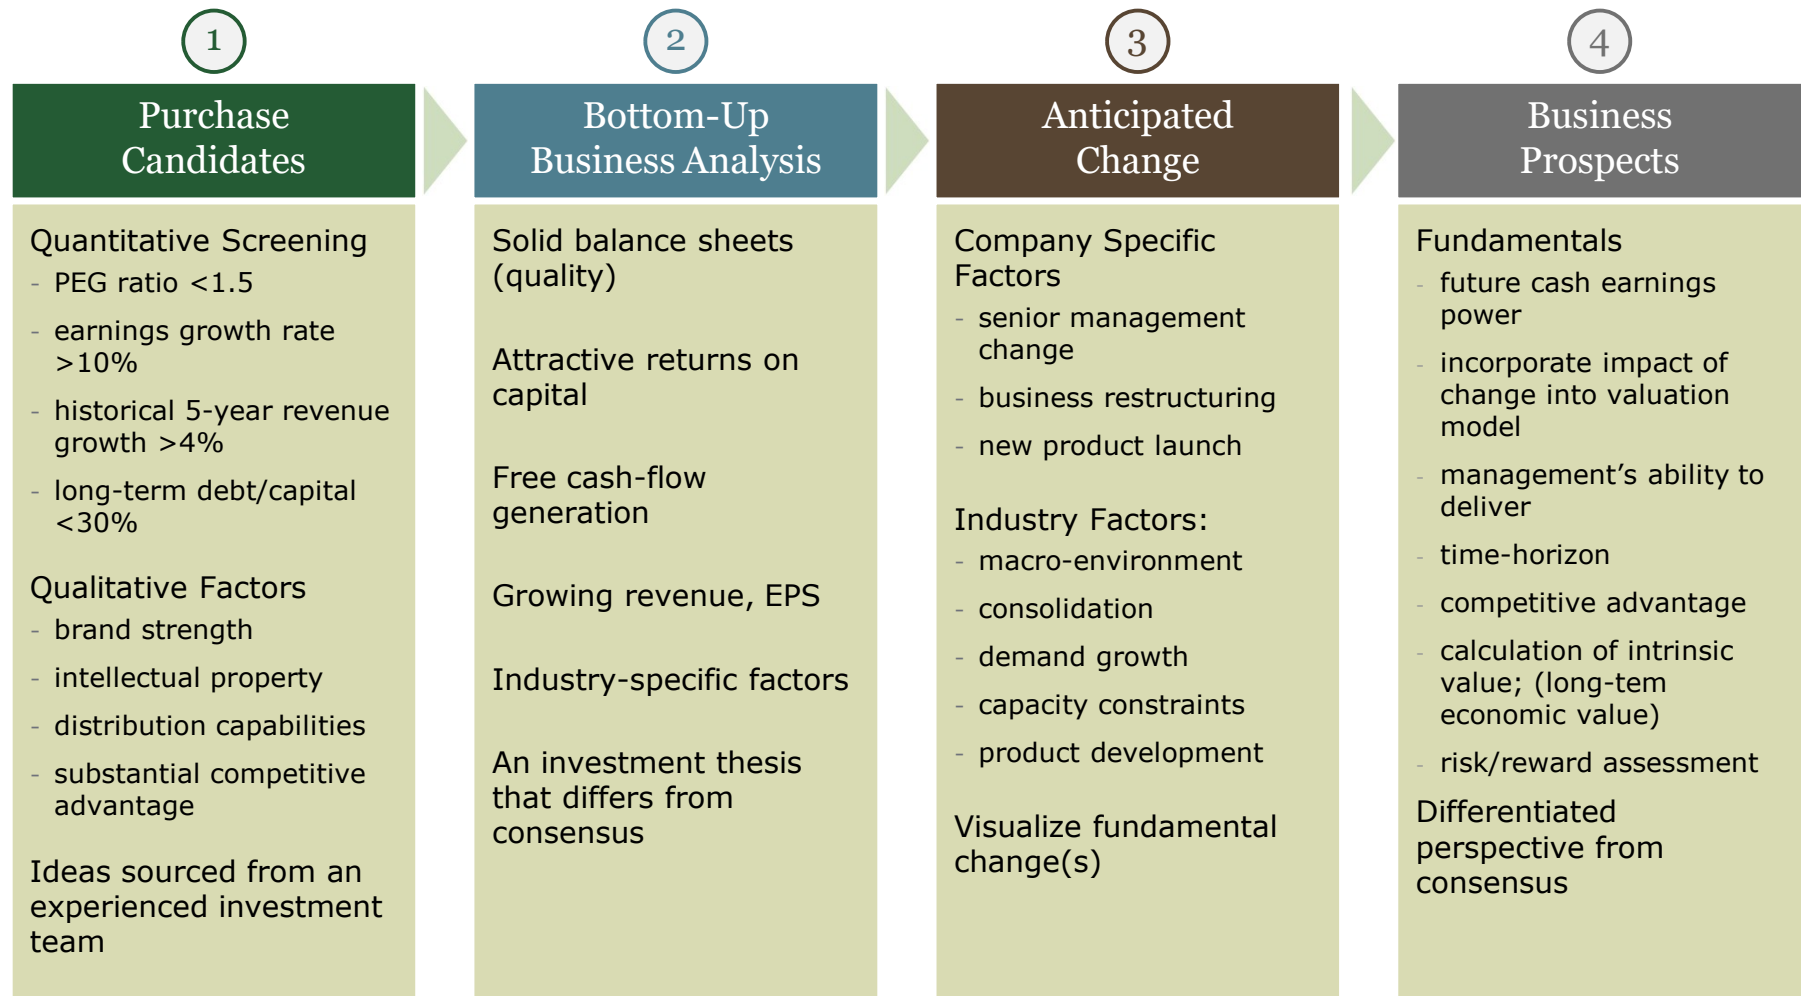 1
Purchase
Candidates
Quantitative Screening
- PEG ratio <1.5
- earnings growth rate
>10%
- historical 5-year revenue
growth >4%
- long-term debt/capital
<30%
Qualitative Factors
- brand strength
- intellectual property
- distribution capabilities
- substantial competitive
advantage
Ideas sourced from an
experienced investment
team
2
Bottom-Up
Business Analysis
Solid balance sheets
(quality)
Attractive returns on
capital
Free cash-flow
generation
Growing revenue, EPS
Industry-specific factors
An investment thesis
that differs from
consensus
3
Anticipated
Change
Company Specific
Factors
- senior management
change
- business restructuring
- new product launch
Industry Factors:
- macro-environment
- consolidation
- demand growth
- capacity constraints
- product development
Visualize fundamental
change(s)
4
Business
Prospects
Fundamentals
- future cash earnings
power
- incorporate impact of
change into valuation
model
- management’s ability to
deliver
- time-horizon
- competitive advantage
- calculation of intrinsic
value; (long-tem
economic value)
- risk/reward assessment
Differentiated
perspective from
consensus